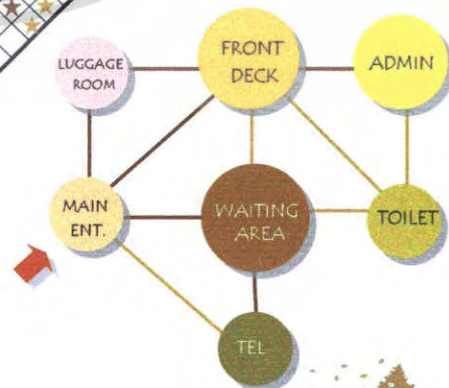 LUGGAGE
ROOM
FRONT
DECK
ADMIN
MAIN
ENT.
WAITING
AREA
TOILET
TEL